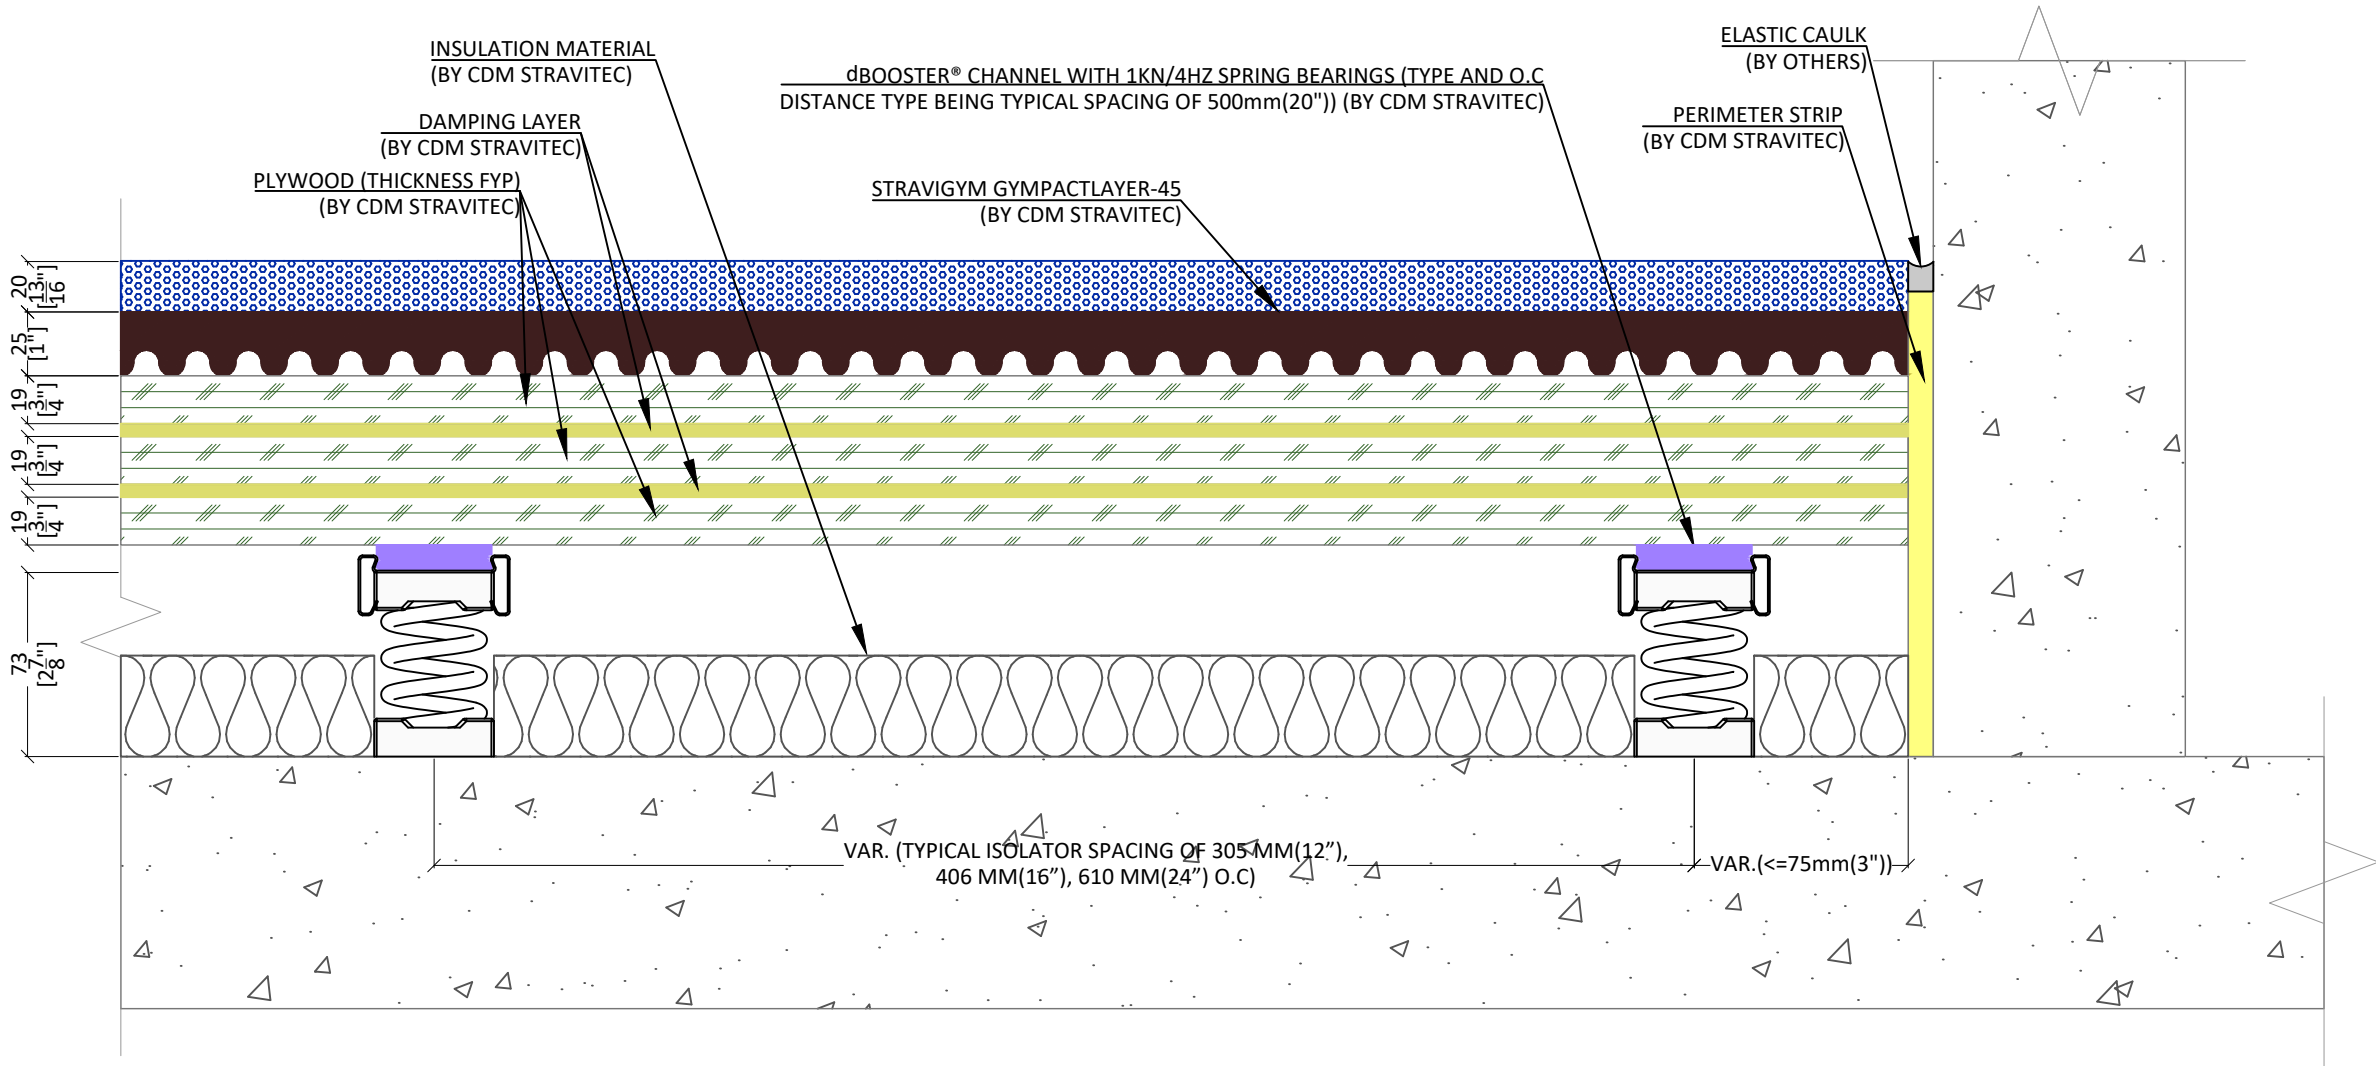 INSULATION MATERIAL
(BY CDM STRAVITEC)
dBOOSTER® CHANNEL WITH 1KN/4HZ SPRING BEARINGS (TYPE AND O.C
DISTANCE TYPE BEING TYPICAL SPACING OF 500mm(20")) (BY CDM STRAVITEC)
ELASTIC CAULK
(BY OTHERS)
DAMPING LAYER
(BY CDM STRAVITEC)
PERIMETER STRIP
(BY CDM STRAVITEC)
PLYWOOD (THICKNESS FYP)
(BY CDM STRAVITEC)
STRAVIGYM GYMPACTLAYER-45
(BY CDM STRAVITEC)
20
[13/16"]
25
[1"]
19
[3/4"]
19
[3/4"]
19
[3/4"]
73
[2 7/8"]
VAR. (TYPICAL ISOLATOR SPACING OF 305 MM(12”),
406 MM(16”), 610 MM(24”) O.C)
VAR.(<=75mm(3"))